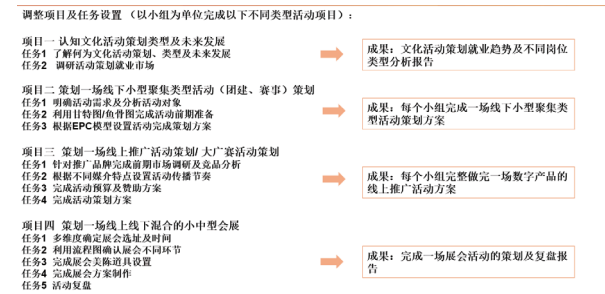 调整项目及任务设置 （以小组为单位完成以下不同类型活动项目）：
项目一 认知文化活动策划类型及未来发展
任务1 了解何为文化活动策划、类型及未来发展
任务2 调研活动策划就业市场
成果：文化活动策划就业趋势及不同岗位
类型分析报告
项目二 策划一场线下小型聚集类型活动（团建、赛事）策划
任务1 明确活动需求及分析活动对象
任务2 利用甘特图/鱼骨图完成活动前期准备
任务3 根据EPC模型设置活动完成策划方案
成果：每个小组完成一场线下小型聚集类
型活动策划方案
项目三 策划一场线上推广活动策划/ 大广赛活动策划
任务1 针对推广品牌完成前期市场调研及竞品分析
任务2 根据不同媒介特点设置活动传播节奏
任务3 完成活动预算及赞助方案
任务4 完成活动策划方案
成果：每个小组完整做完一场数字产品的
线上推广活动方案
项目四 策划一场线上线下混合的小中型会展
任务1 多维度确定展会选址及时间
任务2 利用流程图确认展会不同环节
任务3 完成展会美陈道具设置
任务4 完成展会方案制作
任务5 活动复盘
成果：完成一场展会活动的策划及复盘报
告